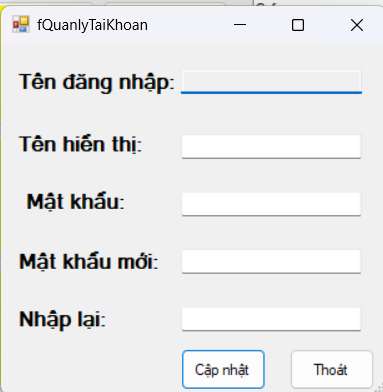 fQuanlyTaiKhoan
Tên đăng nhập:
Tên hiển thị:
Mật khẩu:
Mật khẩu mới:
Nhập lại:
Cập nhật Thoát